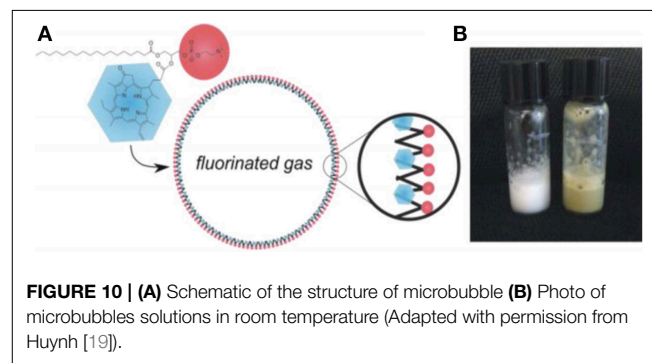 A
B
fluorinated gas
FIGURE 10 | (A) Schematic of the structure of microbubble (B) Photo of
microbubbles solutions in room temperature (Adapted with permission from
Huynh [19]).